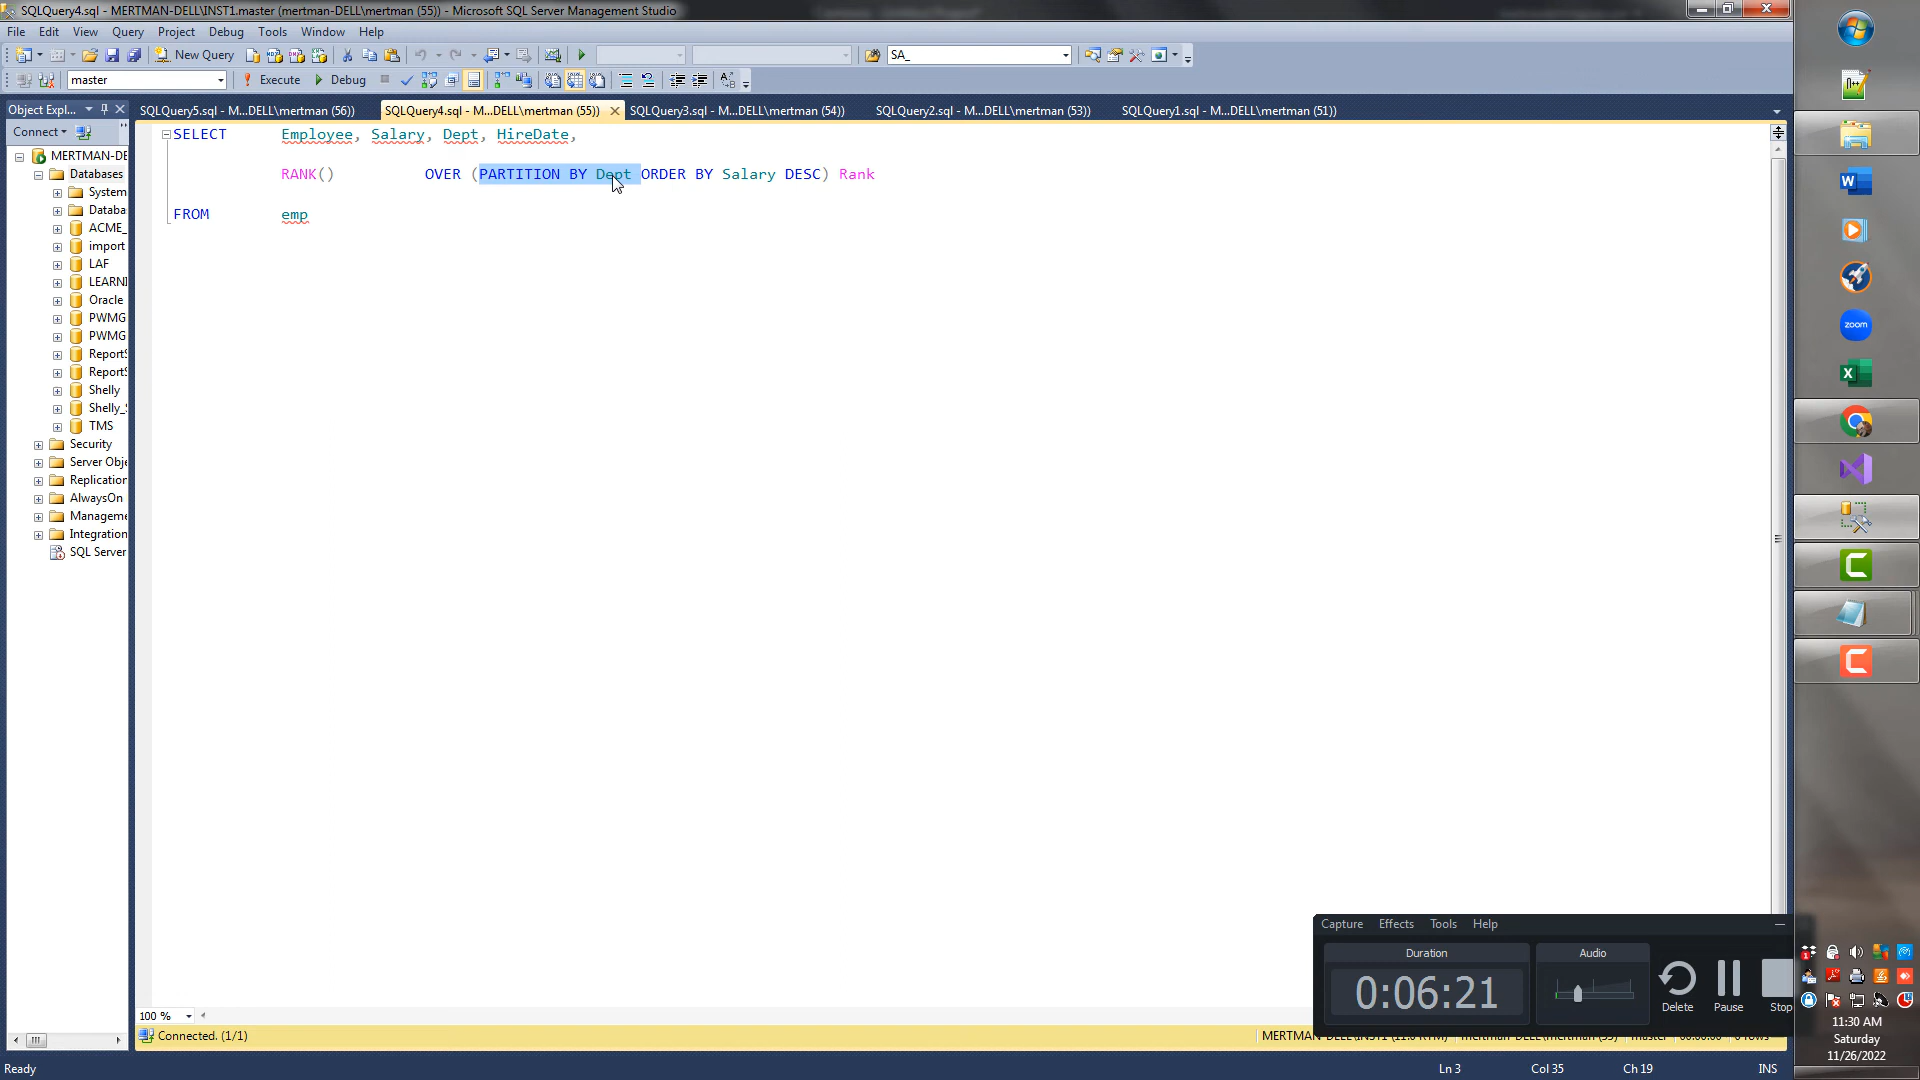 SQLQuery4.sql - MERTMAN-DELL\INST1.master (mertman-DELL\mertman (55)) - Microsoft SQL Server Management Studio
File Edit View Query Project Debug Tools Window Help
New Query SA_
master Execute Debug
Object Expl...
SQLQuery5.sql - M...DELL\mertman (56)) SQLQuery4.sql - M...DELL\mertman (55)) SQLQuery3.sql - M...DELL\mertman (54)) SQLQuery2.sql - M...DELL\mertman (53)) SQLQuery1.sql - M...DELL\mertman (51))
Connect
MERTMAN-DE
Databases
System
Databa
ACME_
import
LAF
LEARNI
Oracle
PWMG
PWMG
ReportS
ReportS
Shelly
Shelly_S
TMS
Security
Server Obje
Replication
AlwaysOn
Manageme
Integration
SQL Server
SELECT Employee, Salary, Dept, HireDate,
RANK() OVER (PARTITION BY Dept ORDER BY Salary DESC) Rank
FROM emp
zoom
Capture Effects Tools Help
Duration Audio
0:06:21
Delete Pause Stop
100 %
Connected. (1/1)
Ready Ln 3 Col 35 Ch 19 INS
11:30 AM
Saturday
11/26/2022